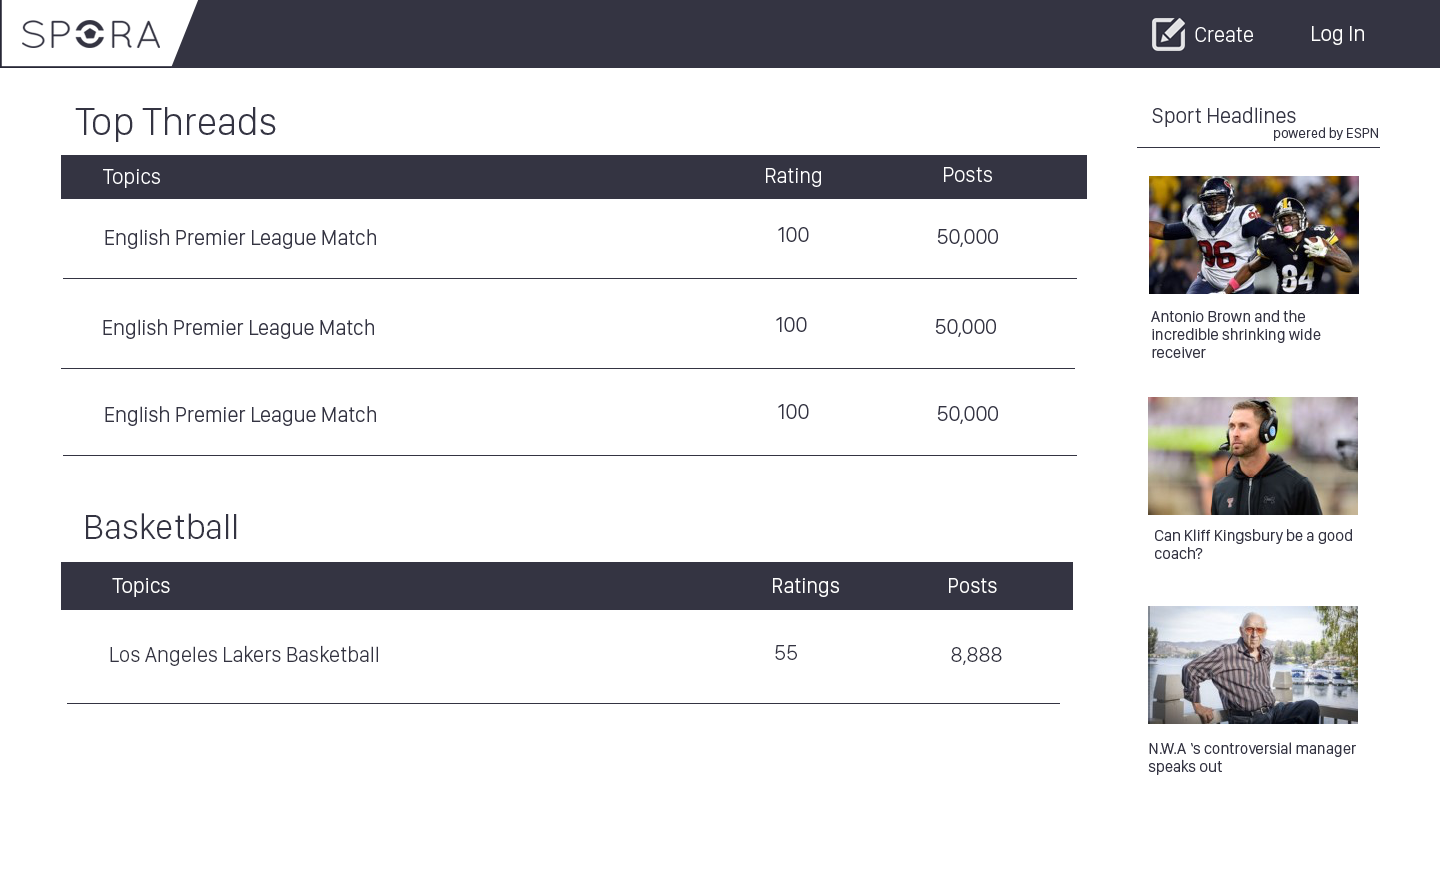 SPORA
Create
Log In
Top Threads
Topics Rating Posts
English Premier League Match 100 50,000
English Premier League Match 100 50,000
English Premier League Match 100 50,000
Basketball
Topics Ratings Posts
Los Angeles Lakers Basketball 55 8,888
Sport Headlines
powered by ESPN
96
84
Antonio Brown and the
incredible shrinking wide
receiver
Can Kliff Kingsbury be a good
coach?
N.W.A 's controversial manager
speaks out